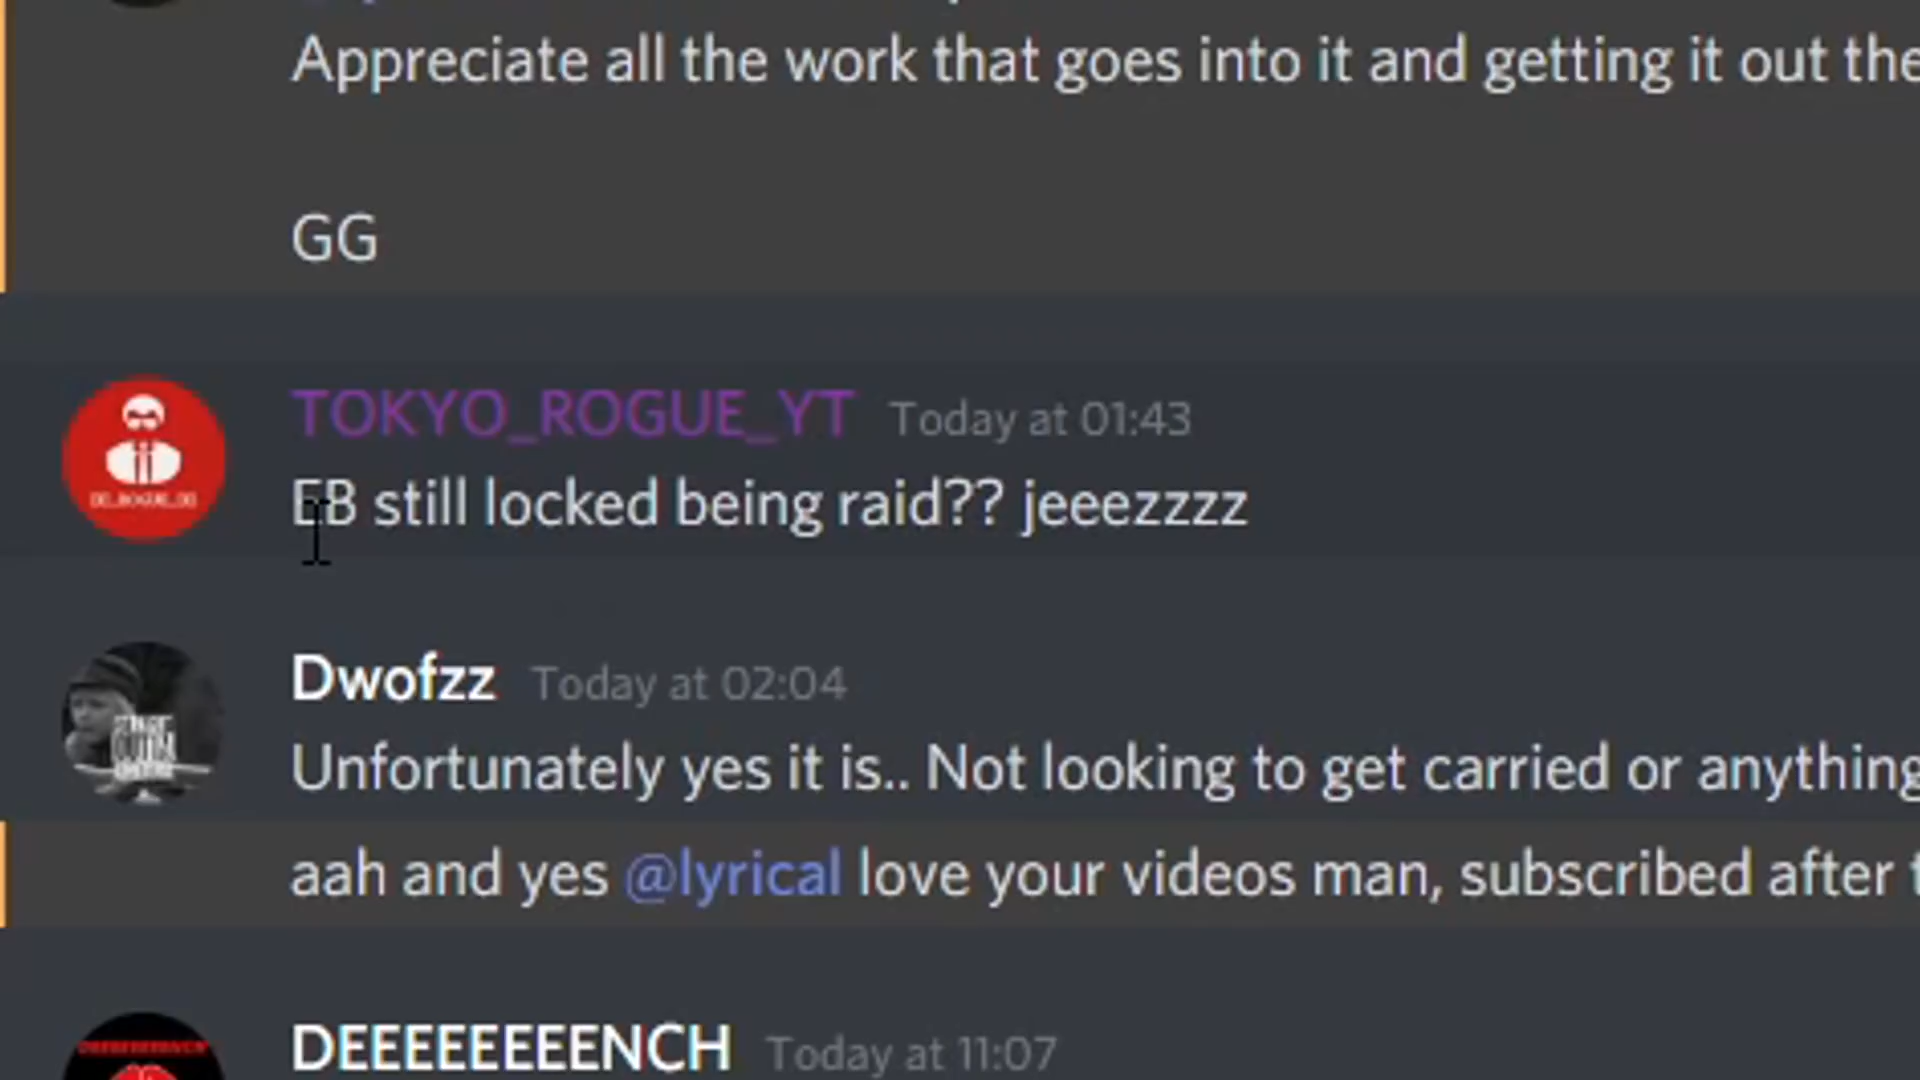 Appreciate all the work that goes into it and getting it out the
GG
TOKYO_ROGUE_YT Today at 01:43
EB still locked being raid?? jeeezzzz
Dwofzz Today at 02:04
Unfortunately yes it is.. Not looking to get carried or anything
aah and yes @lyrical love your videos man, subscribed after
DEEEEEEEENCH Today at 11:07